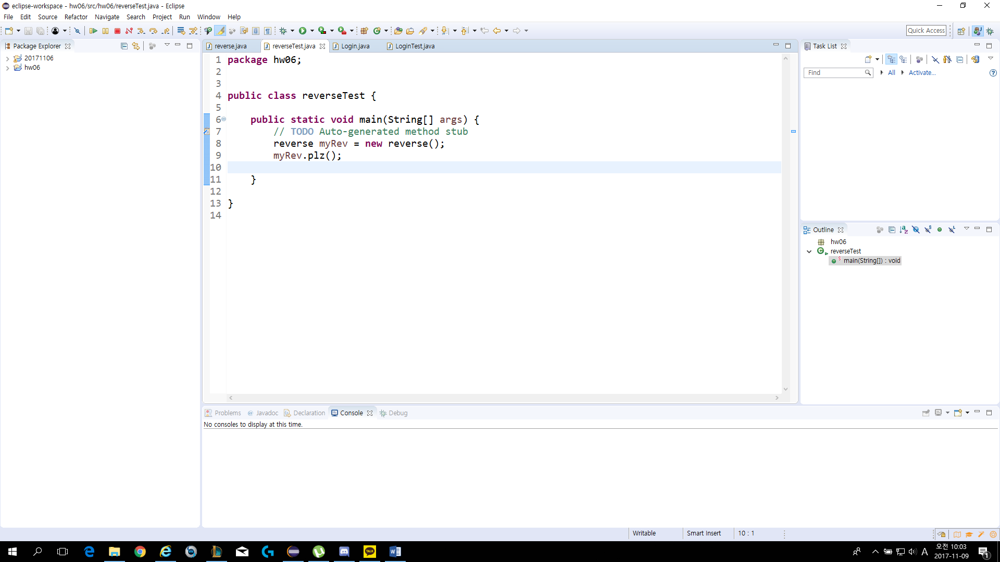 eclipse-workspace - hw06/src/hw06/reverseTest.java - Eclipse
File Edit Source Refactor Navigate Search Project Run Window Help
Quick Access
Package Explorer
20171106
hw06
reverse.java reverseTest.java Login.java LoginTest.java
1 package hw06;
2
3
4 public class reverseTest {
5
6 public static void main(String[] args) {
7 // TODO Auto-generated method stub
8 reverse myRev = new reverse();
9 myRev.plz();
10
11 }
12
13 }
14
Task List
Find All Activate...
Outline
hw06
reverseTest
main(String[]) : void
Problems @ Javadoc Declaration Console Debug
No consoles to display at this time.
Writable Smart Insert 10 : 1
TALK
A
오전 10:03
2017-11-09
1